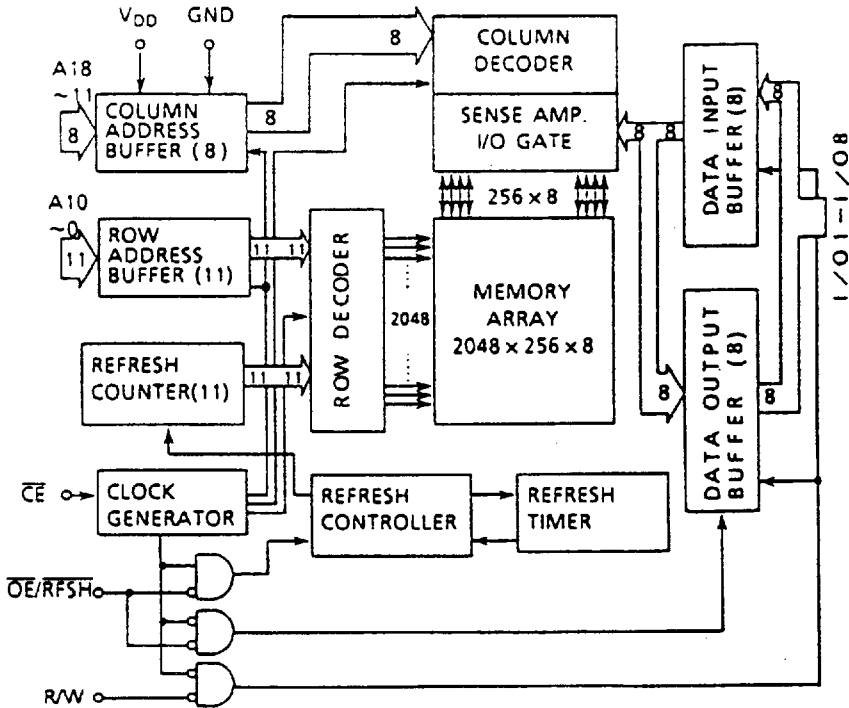 VDD GND
A18
~11
8
COLUMN
ADDRESS
BUFFER (8)
8
8
COLUMN
DECODER
SENSE AMP.
I/O GATE
8
8
8
DATA INPUT
BUFFER (8)
I/O1-I/O8
A10
~0
11
ROW
ADDRESS
BUFFER (11)
11 11
ROW DECODER
256 x 8
2048
MEMORY
ARRAY
2048 x 256 x 8
REFRESH
COUNTER(11)
11 11
8
DATA OUTPUT
BUFFER (8)
8
CE
CLOCK
GENERATOR
REFRESH
CONTROLLER
REFRESH
TIMER
OE/RFSH
R/W